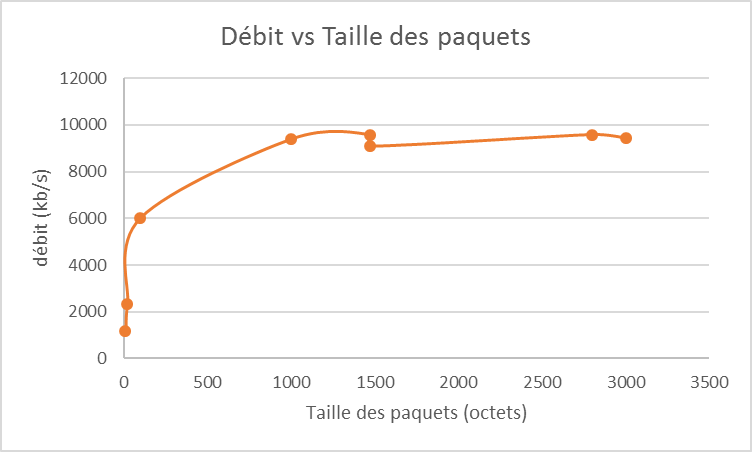 Débit vs Taille des paquets
12000
10000
8000
6000
4000
2000
0
débit (kb/s)
0 500 1000 1500 2000 2500 3000 3500
Taille des paquets (octets)